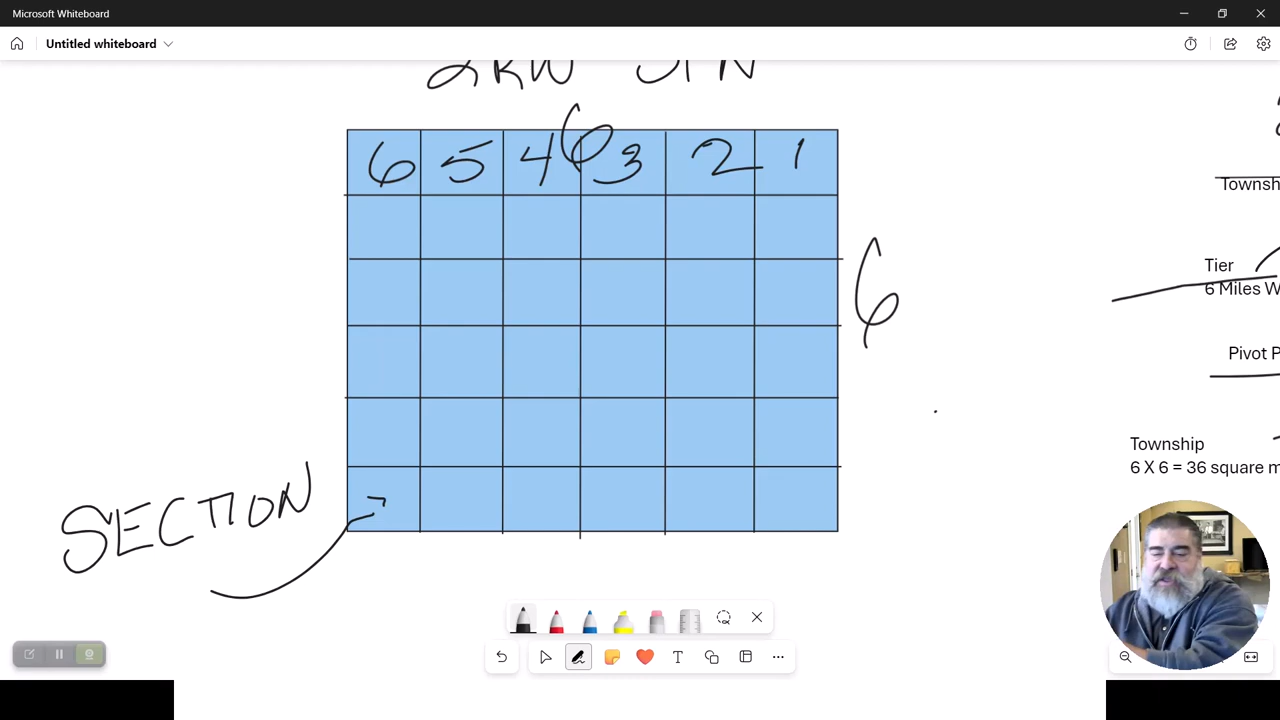 Microsoft Whiteboard
Untitled whiteboard
6 5 4 3 2 1
6
6
SECTION
Townsh
Tier
6 Miles W
Pivot P
Township
6 X 6 = 36 square m